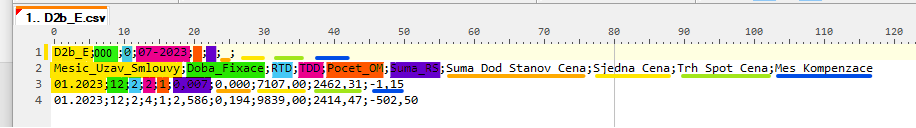 1.. D2b_E.csv
0 10 20 30 40 50 60 70 80 90 100 110 120
1 D2b_E;000 ;0;07-2023; ; ; _;
2 Mesic_Uzav_Smlouvy;Doba_Fixace;RTD;TDD;Pocet_OM;Suma_RS;Suma Dod Stanov Cena;Sjedna Cena;Trh Spot Cena;Mes Kompenzace
3 01.2023;12;2;2;1;0,007;0,000;7107,00;2462,31;-1,15
4 01.2023;12;2;4;1;2,586;0,194;9839,00;2414,47;-502,50